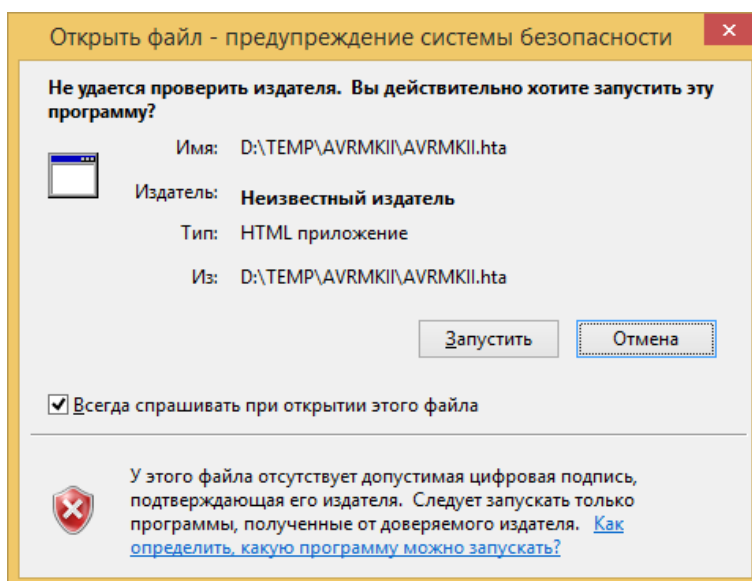 Открыть файл - предупреждение системы безопасности
Не удается проверить издателя. Вы действительно хотите запустить эту
программу?
Имя: D:\TEMP\AVRMKII\AVRMKII.hta
Издатель: Неизвестный издатель
Тип: HTML приложение
Из: D:\TEMP\AVRMKII\AVRMKII.hta
Запустить Отмена
Всегда спрашивать при открытии этого файла
У этого файла отсутствует допустимая цифровая подпись,
подтверждающая его издателя. Следует запускать только
программы, полученные от доверяемого издателя. Как
определить, какую программу можно запускать?